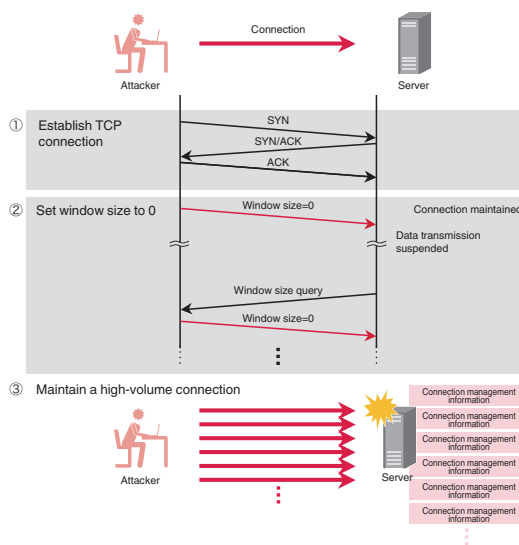 Connection
Attacker
Server
① Establish TCP
connection
SYN
SYN/ACK
ACK
② Set window size to 0
Window size=0
Connection maintained
Data transmission
suspended
Window size query
Window size=0
③ Maintain a high-volume connection
Attacker
Server
Connection management
information
Connection management
information
Connection management
information
Connection management
information
Connection management
information
Connection management
information